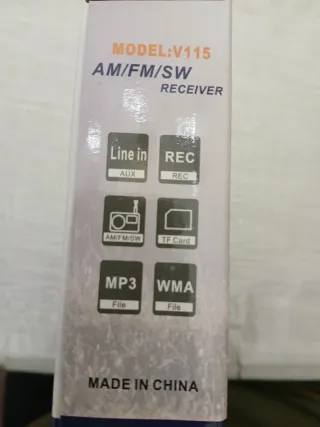 MODEL:V115
AM/FM/SW
RECEIVER
Line in REC
AUX REC
AM/FM/SW TF Card
MP3 WMA
File File
MADE IN CHINA